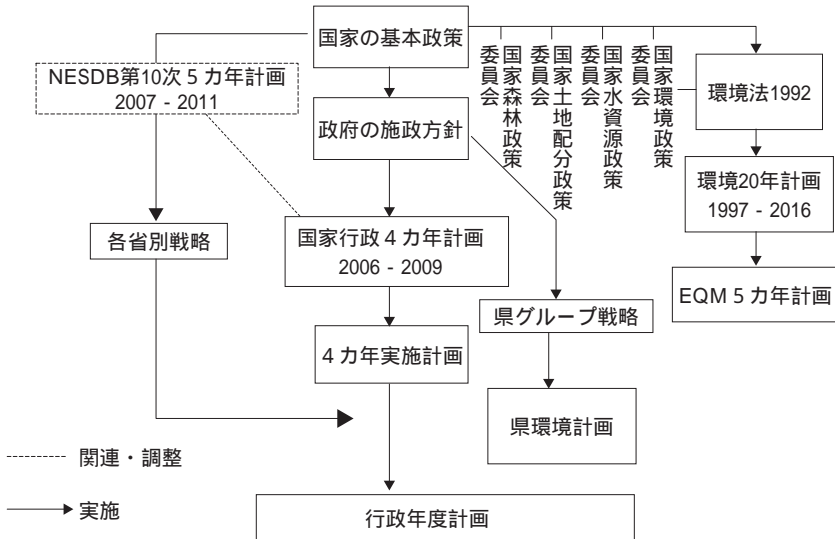 国家の基本政策
NESDB第10次5カ年計画
2007 - 2011
政府の施政方針
国家森林政策
委員会
国家土地配分政策
委員会
国家水資源政策
委員会
国家環境政策
委員会
環境法1992
環境20年計画
1997 - 2016
各省別戦略
国家行政4カ年計画
2006 - 2009
EQM5カ年計画
県グループ戦略
4カ年実施計画
県環境計画
関連・調整
実施
行政年度計画